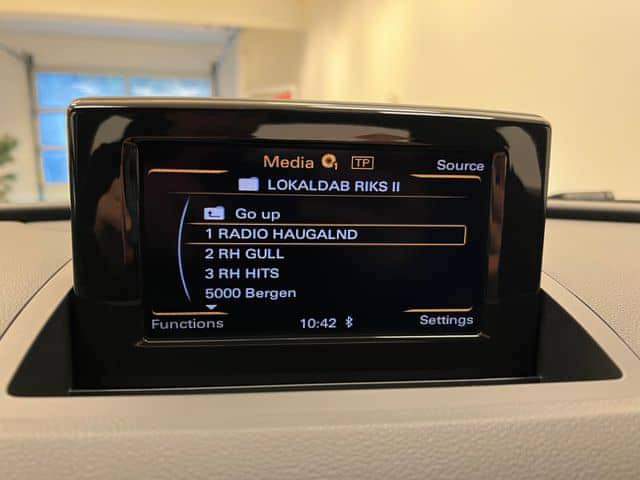 Media 1 TP
Source
LOKALDAB RIKS II
Go up
1 RADIO HAUGALND
2 RH GULL
3 RH HITS
5000 Bergen
Functions
10:42
Settings